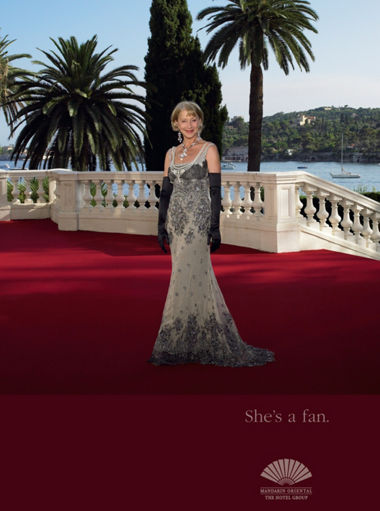 She's a fan.
MANDARIN ORIENTAL
THE HOTEL GROUP